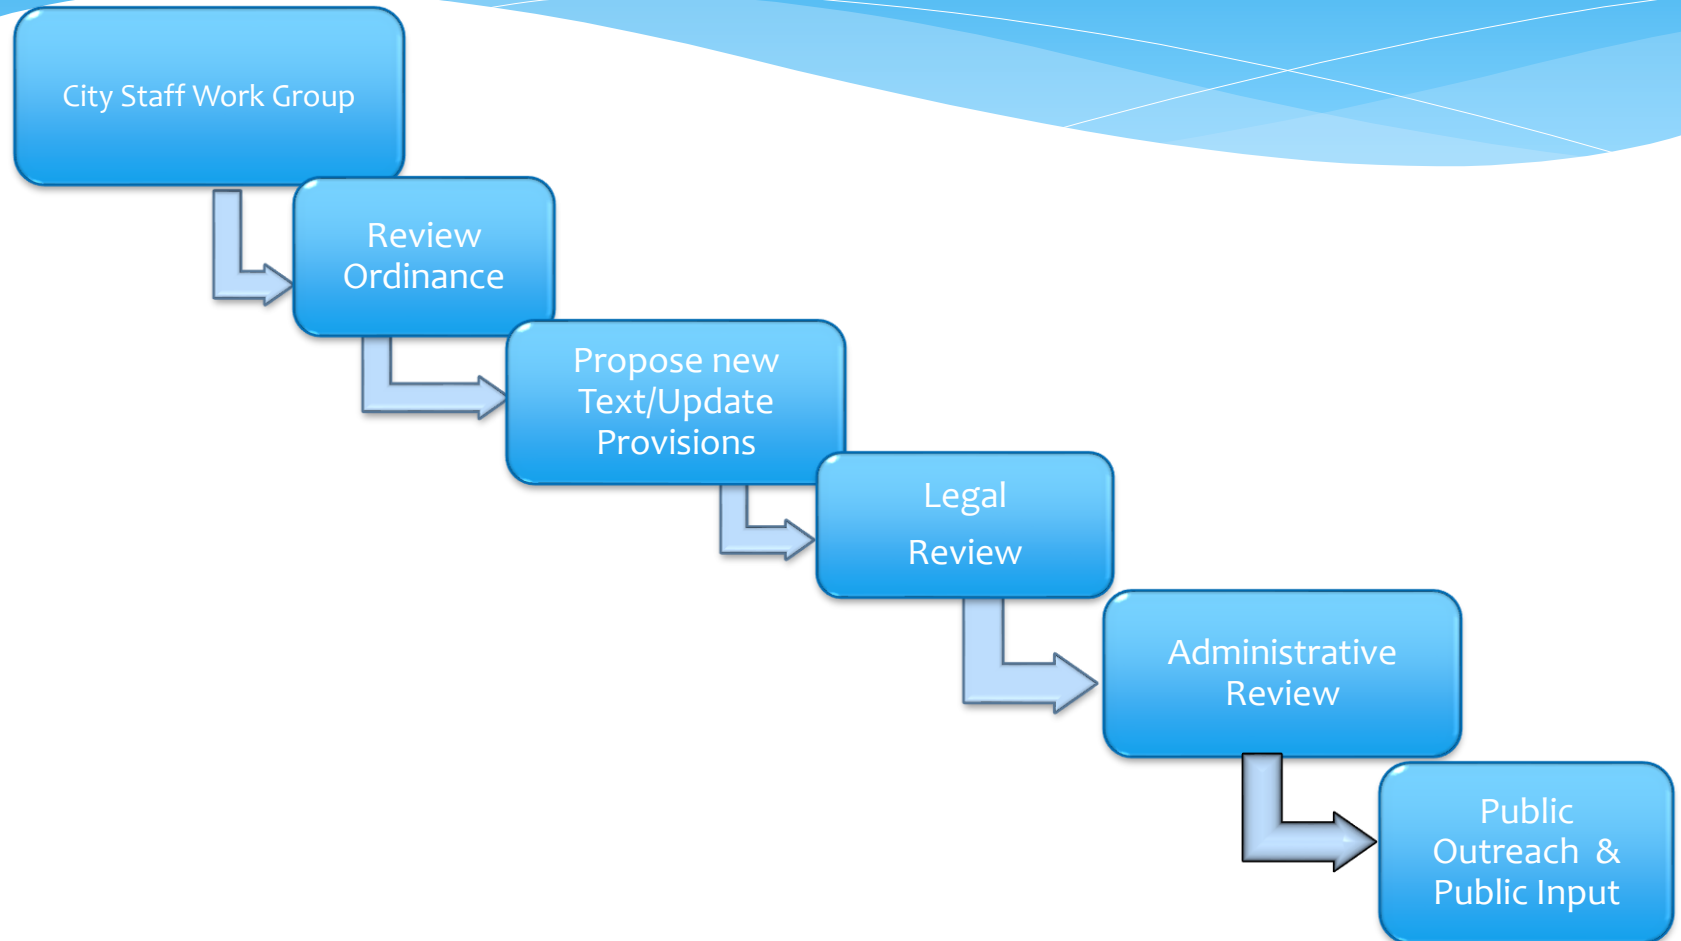 City Staff Work Group
Review
Ordinance
Propose new
Text/Update
Provisions
Legal
Review
Administrative
Review
Public
Outreach &
Public Input